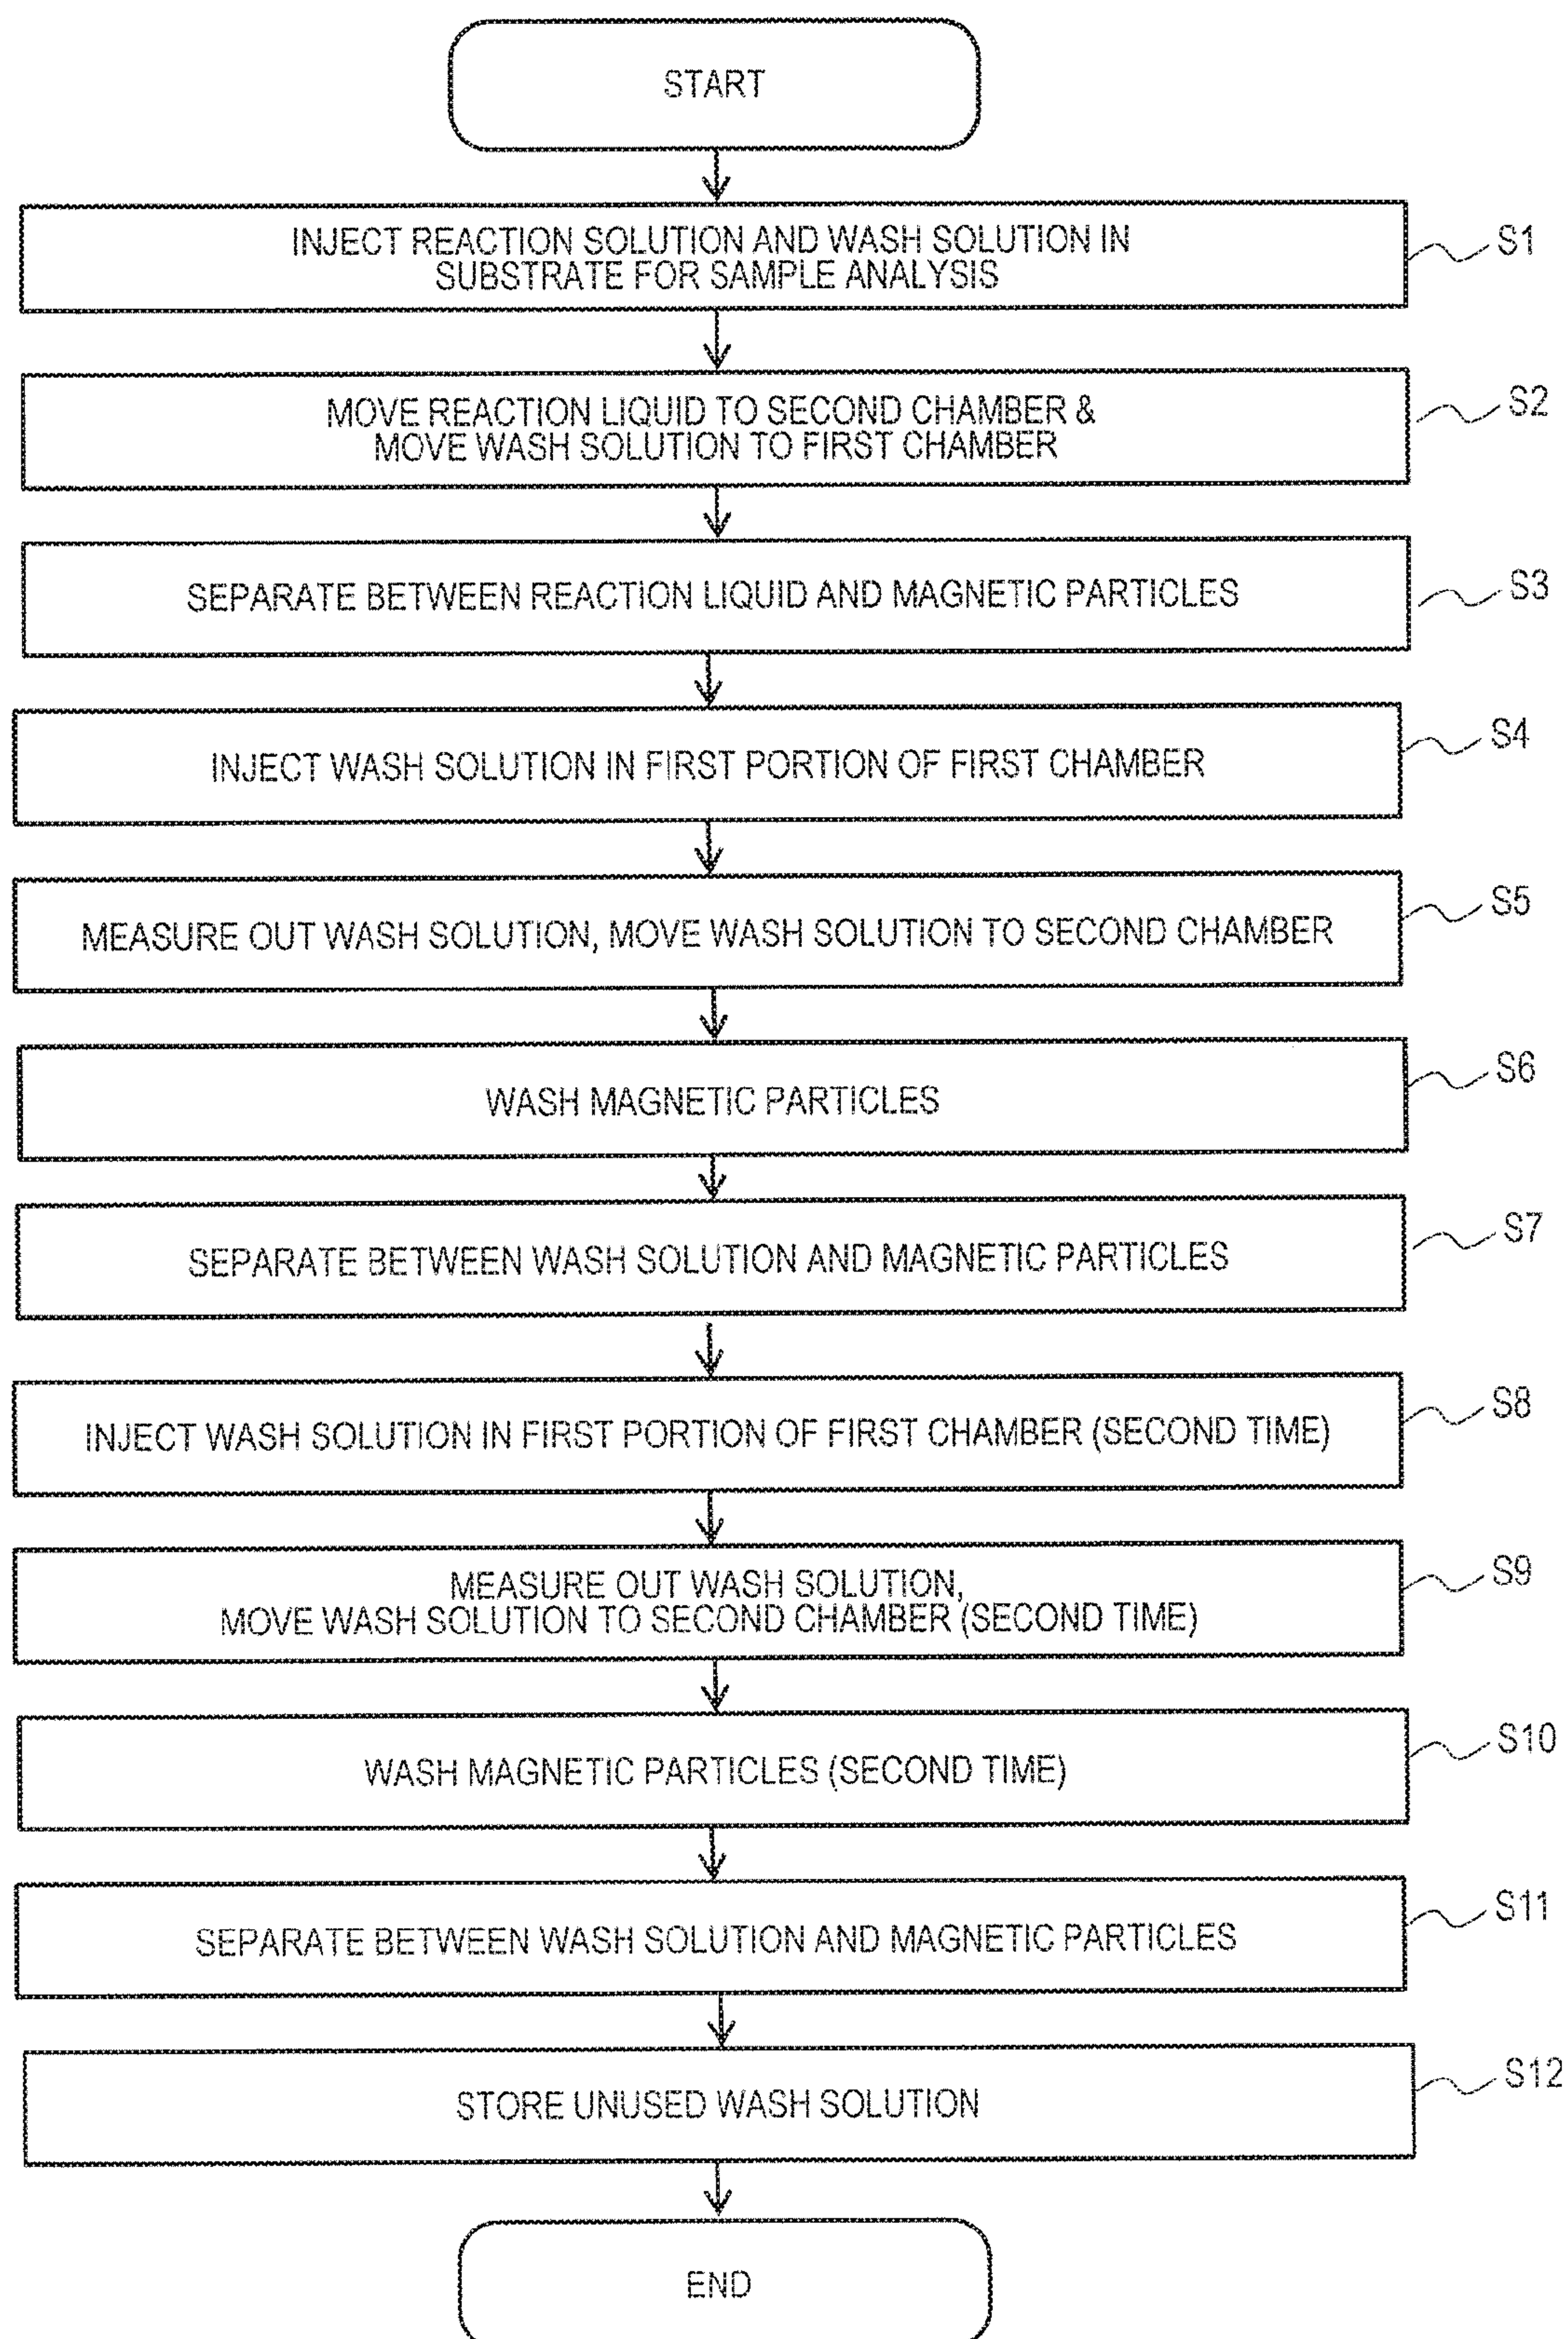 START
INJECT REACTION SOLUTION AND WASH SOLUTION IN
SUBSTRATE FOR SAMPLE ANALYSIS
S1
MOVE REACTION LIQUID TO SECOND CHAMBER &
MOVE WASH SOLUTION TO FIRST CHAMBER
S2
SEPARATE BETWEEN REACTION LIQUID AND MAGNETIC PARTICLES
S3
INJECT WASH SOLUTION IN FIRST PORTION OF FIRST CHAMBER
S4
MEASURE OUT WASH SOLUTION, MOVE WASH SOLUTION TO SECOND CHAMBER
S5
WASH MAGNETIC PARTICLES
S6
SEPARATE BETWEEN WASH SOLUTION AND MAGNETIC PARTICLES
S7
INJECT WASH SOLUTION IN FIRST PORTION OF FIRST CHAMBER (SECOND TIME)
S8
MEASURE OUT WASH SOLUTION,
MOVE WASH SOLUTION TO SECOND CHAMBER (SECOND TIME)
S9
WASH MAGNETIC PARTICLES (SECOND TIME)
S10
SEPARATE BETWEEN WASH SOLUTION AND MAGNETIC PARTICLES
S11
STORE UNUSED WASH SOLUTION
S12
END